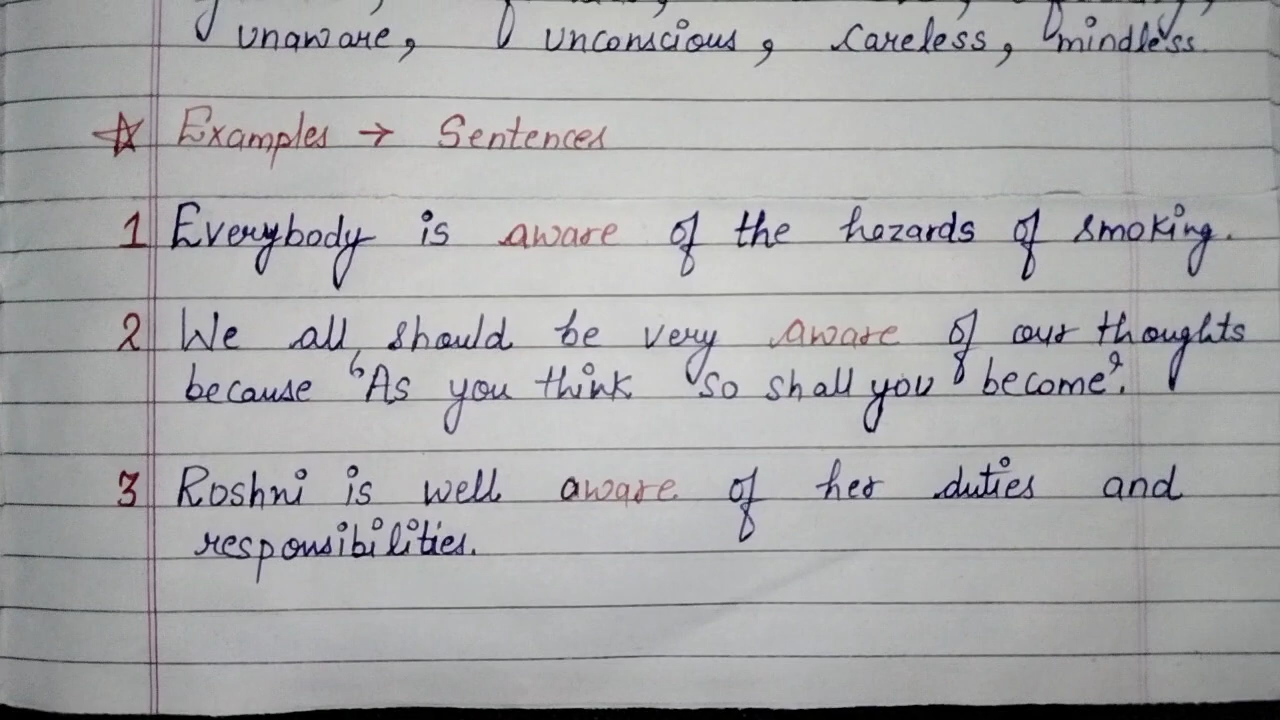 unaware, unconscious, careless, mindless
☆ Examples → Sentences
1 Everybody is aware of the hazards of smoking.
2 We all should be very aware of our thoughts
because 'As you think so shall you become'.
3 Roshni is well aware of her duties and
responsibilities.